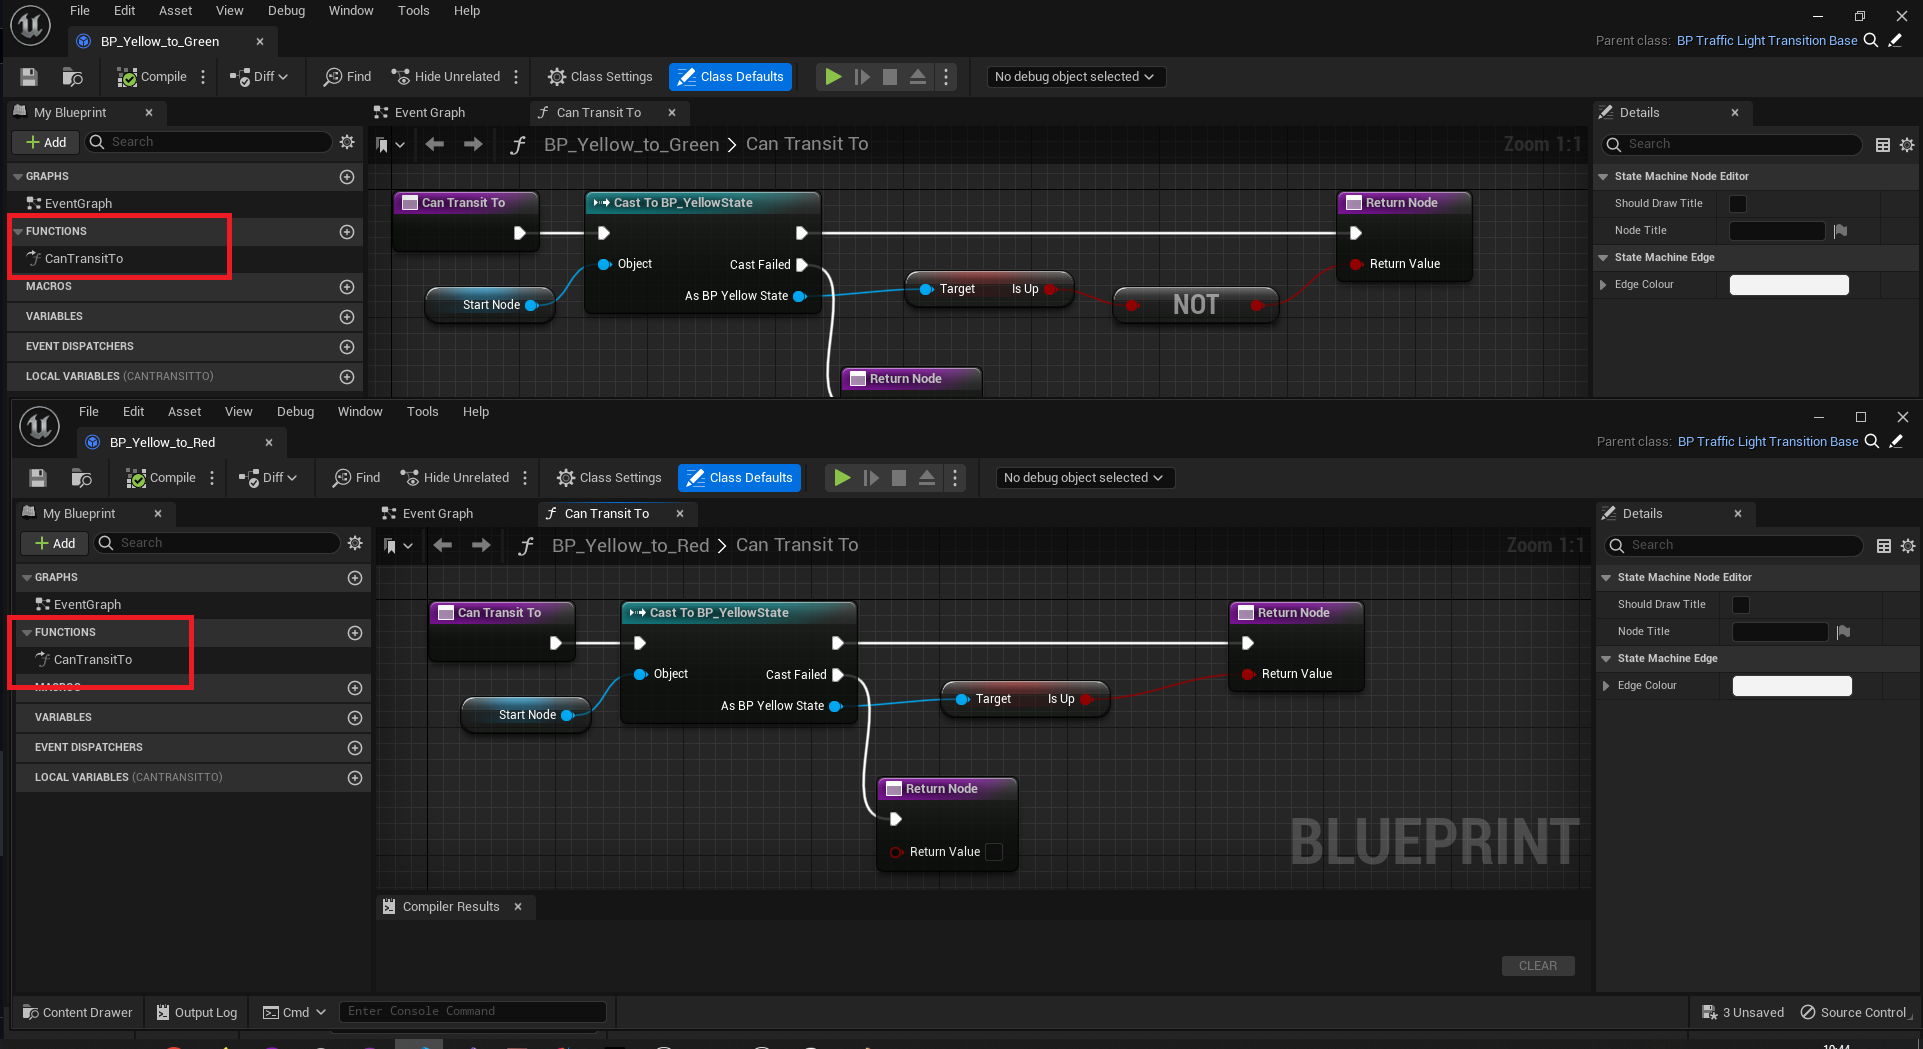 File Edit Asset View Debug Window Tools Help
BP_Yellow_to_Green
Parent class: BP Traffic Light Transition Base
Compile Diff Find Hide Unrelated Class Settings Class Defaults No debug object selected
My Blueprint Event Graph Can Transit To Details
Add Search BP_Yellow_to_Green > Can Transit To Zoom 1:1 Search
GRAPHS
EventGraph
FUNCTIONS
CanTransitTo
MACROS
VARIABLES
EVENT DISPATCHERS
LOCAL VARIABLES (CANTRANSITTO)
Can Transit To
Cast To BP_YellowState
Object
Cast Failed
As BP Yellow State
Start Node
Target Is Up
NOT
Return Node
Return Value
Return Node
State Machine Node Editor
Should Draw Title
Node Title
State Machine Edge
Edge Colour
File Edit Asset View Debug Window Tools Help
BP_Yellow_to_Red
Parent class: BP Traffic Light Transition Base
Compile Diff Find Hide Unrelated Class Settings Class Defaults No debug object selected
My Blueprint Event Graph Can Transit To Details
Add Search BP_Yellow_to_Red > Can Transit To Zoom 1:1 Search
GRAPHS
EventGraph
FUNCTIONS
CanTransitTo
MACROS
VARIABLES
EVENT DISPATCHERS
LOCAL VARIABLES (CANTRANSITTO)
Can Transit To
Cast To BP_YellowState
Object
Cast Failed
As BP Yellow State
Start Node
Target Is Up
Return Node
Return Value
Return Node
Return Value
BLUEPRINT
State Machine Node Editor
Should Draw Title
Node Title
State Machine Edge
Edge Colour
Compiler Results
CLEAR
Content Drawer Output Log Cmd Enter Console Command 3 Unsaved Source Control